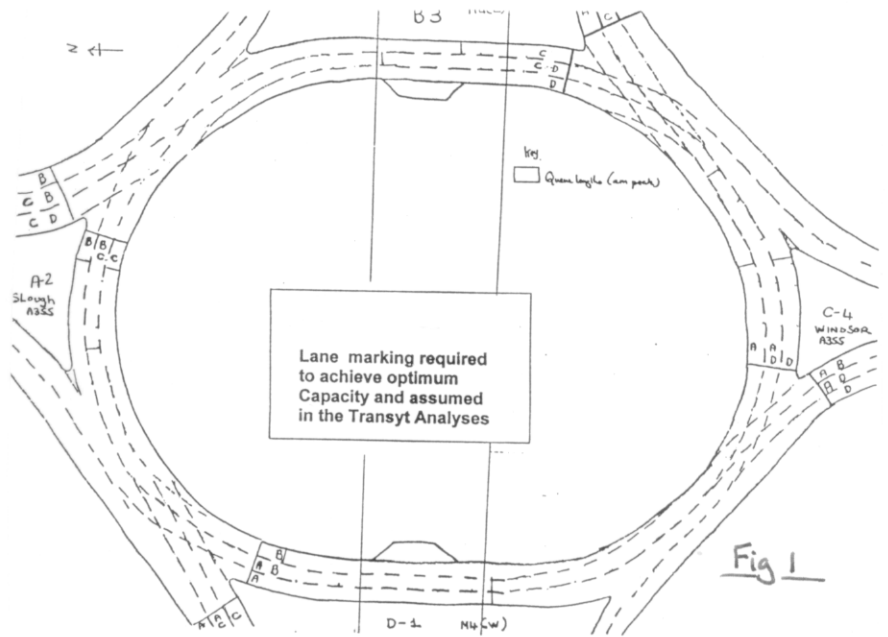 B3
A C
N
C
C D
D
Key
Queue lengths (am peak)
B
C B
C D
B B
C C
A-2
SLough
A355
C-4
WINDSOR
A355
Lane marking required
to achieve optimum
Capacity and assumed
in the Transyt Analyses
A A D
D
A B
A D
D
B
A B
A
Fig 1
A A C
C
D-1 M4(W)